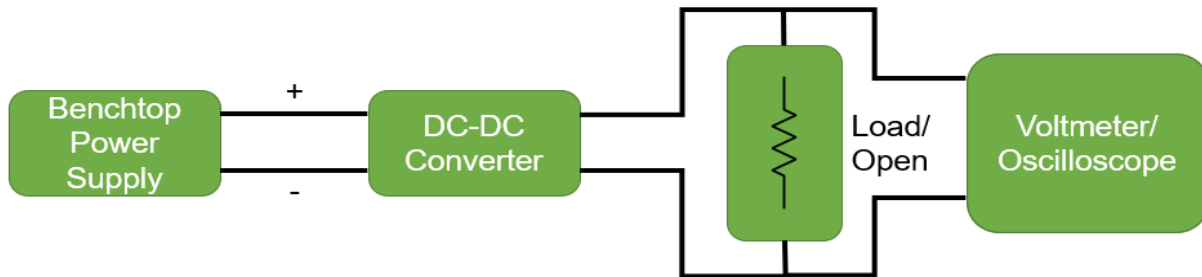 Benchtop
Power
Supply
+
-
DC-DC
Converter
Load/
Open
Voltmeter/
Oscilloscope